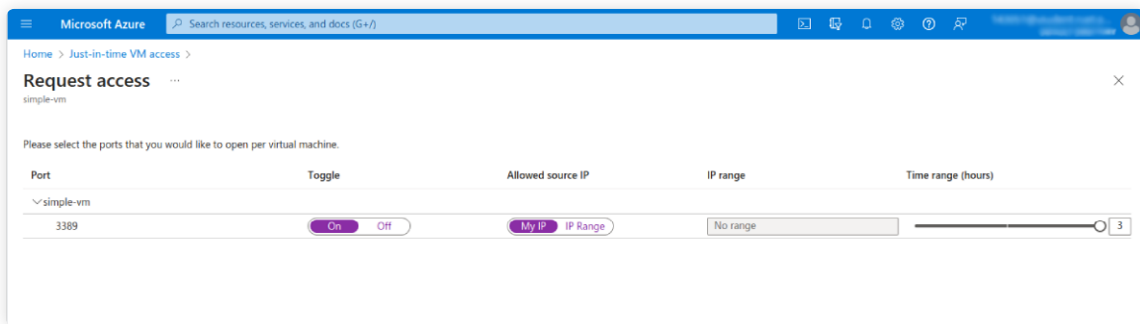 Microsoft Azure
Search resources, services, and docs (G+/)
Home > Just-in-time VM access >
Request access ...
simple-vm
Please select the ports that you would like to open per virtual machine.
Port Toggle Allowed source IP IP range Time range (hours)
simple-vm
3389 On Off My IP IP Range No range 3